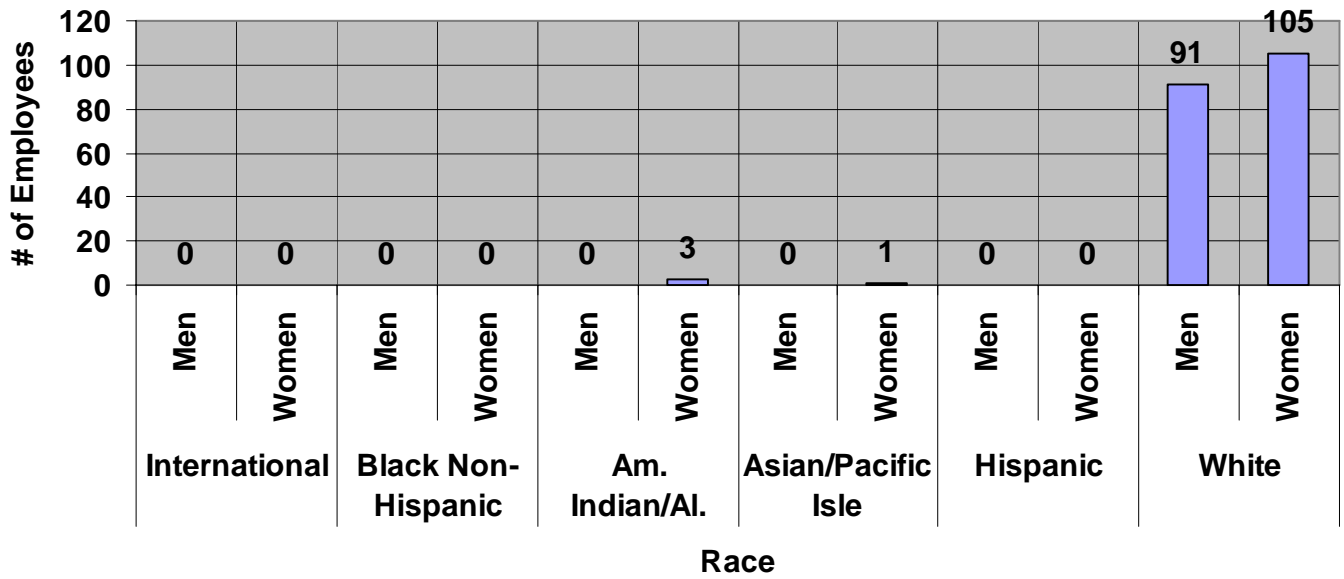 # of Employees
120
100
80
60
40
20
0
0 0 0 0 0 3 0 1 0 0 91 105
Men Women Men Women Men Women Men Women Men Women Men Women
International Black Non-Hispanic Am. Indian/Al. Asian/Pacific Isle Hispanic White
Race